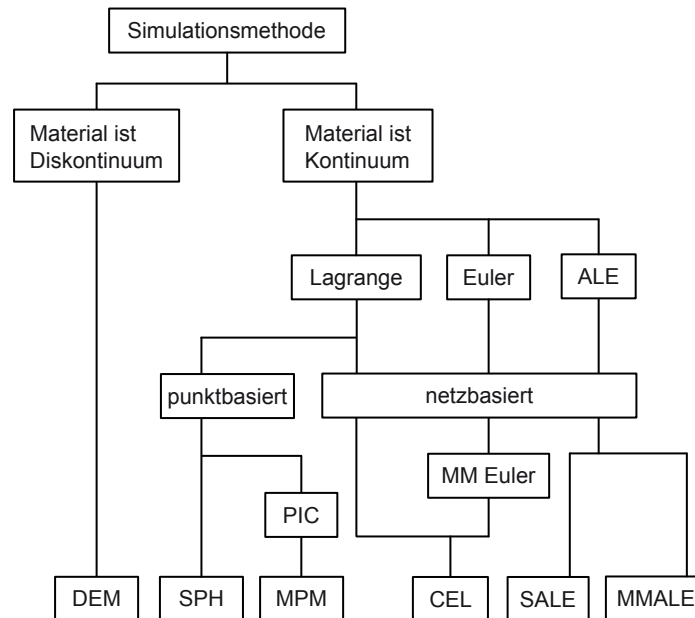 Simulationsmethode
Material ist
Diskontinuum
Material ist
Kontinuum
Lagrange
Euler
ALE
punktbasiert
netzbasiert
MM Euler
PIC
DEM
SPH
MPM
CEL
SALE
MMALE